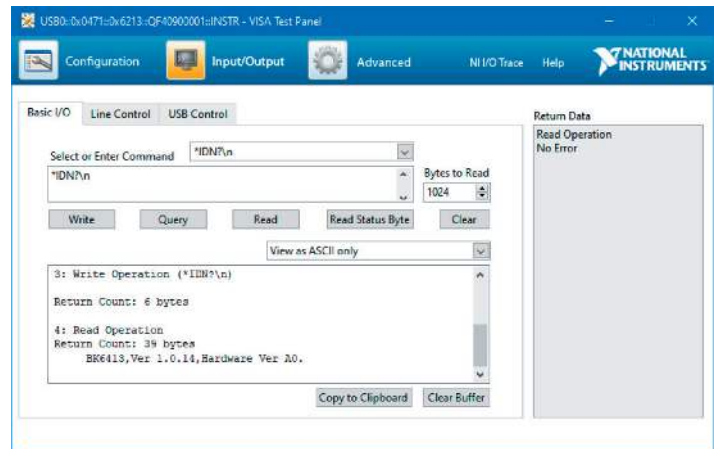 USB0::0x0471::0x6213::QF40900001::INSTR - VISA Test Panel
Configuration
Input/Output
Advanced
NI I/O Trace
Help
NATIONAL
INSTRUMENTS
Basic I/O
Line Control
USB Control
Return Data
Read Operation
No Error
Select or Enter Command
*IDN?\n
*IDN?\n
Bytes to Read
1024
Write
Query
Read
Read Status Byte
Clear
View as ASCII only
3: Write Operation (*IDN?\n)
Return Count: 6 bytes
4: Read Operation
Return Count: 39 bytes
BK6413,Ver 1.0.14,Hardware Ver A0.
Copy to Clipboard
Clear Buffer